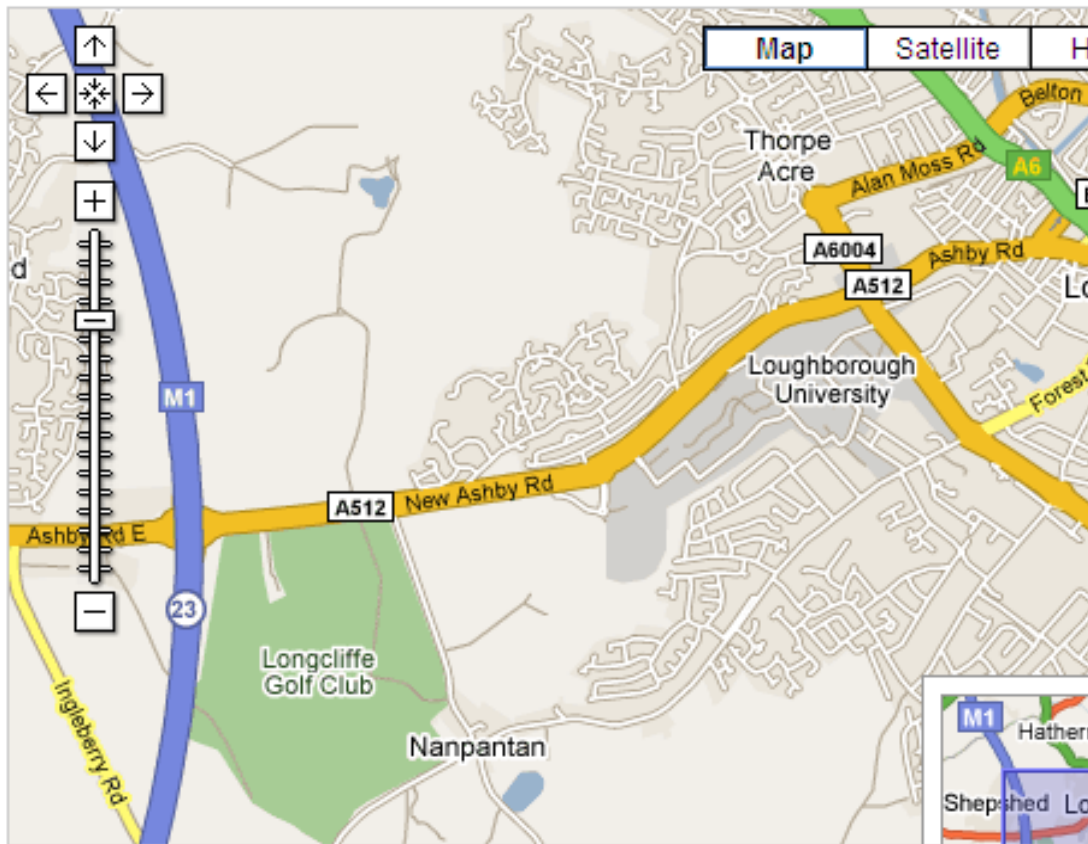 Map
Satellite
Belton
Thorpe
Acre
Alan Moss Rd
A6
A6004
Ashby Rd
A512
d
Lo
M1
Loughborough
University
Forest
New Ashby Rd
A512
Ashby Rd E
23
Longcliffe
Golf Club
Ingleberry Rd
Nanpantan
M1
Hathern
Shepshed
Lo